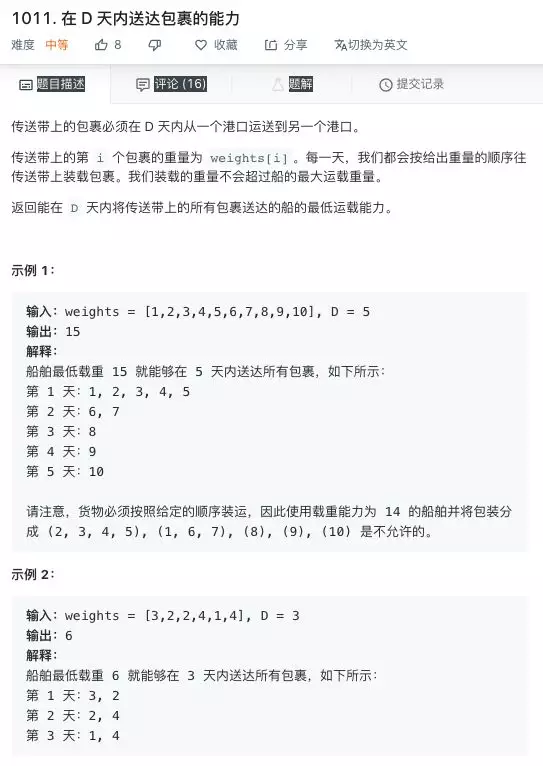 1011. 在 D 天内送达包裹的能力
难度 中等 8 收藏 分享 切换为英文
题目描述 评论 (16) 题解 提交记录
传送带上的包裹必须在 D 天内从一个港口运送到另一个港口。
传送带上的第 i 个包裹的重量为 weights[i]。每一天，我们都会按给出重量的顺序往
传送带上装载包裹。我们装载的重量不会超过船的最大运载重量。
返回能在 D 天内将传送带上的所有包裹送达的船的最低运载能力。
示例 1：
输入：weights = [1,2,3,4,5,6,7,8,9,10], D = 5
输出：15
解释：
船舶最低载重 15 就能够在 5 天内送达所有包裹，如下所示：
第 1 天：1, 2, 3, 4, 5
第 2 天：6, 7
第 3 天：8
第 4 天：9
第 5 天：10
请注意，货物必须按照给定的顺序装运，因此使用载重能力为 14 的船舶并将包装分
成 (2, 3, 4, 5), (1, 6, 7), (8), (9), (10) 是不允许的。
示例 2：
输入：weights = [3,2,2,4,1,4], D = 3
输出：6
解释：
船舶最低载重 6 就能够在 3 天内送达所有包裹，如下所示：
第 1 天：3, 2
第 2 天：2, 4
第 3 天：1, 4